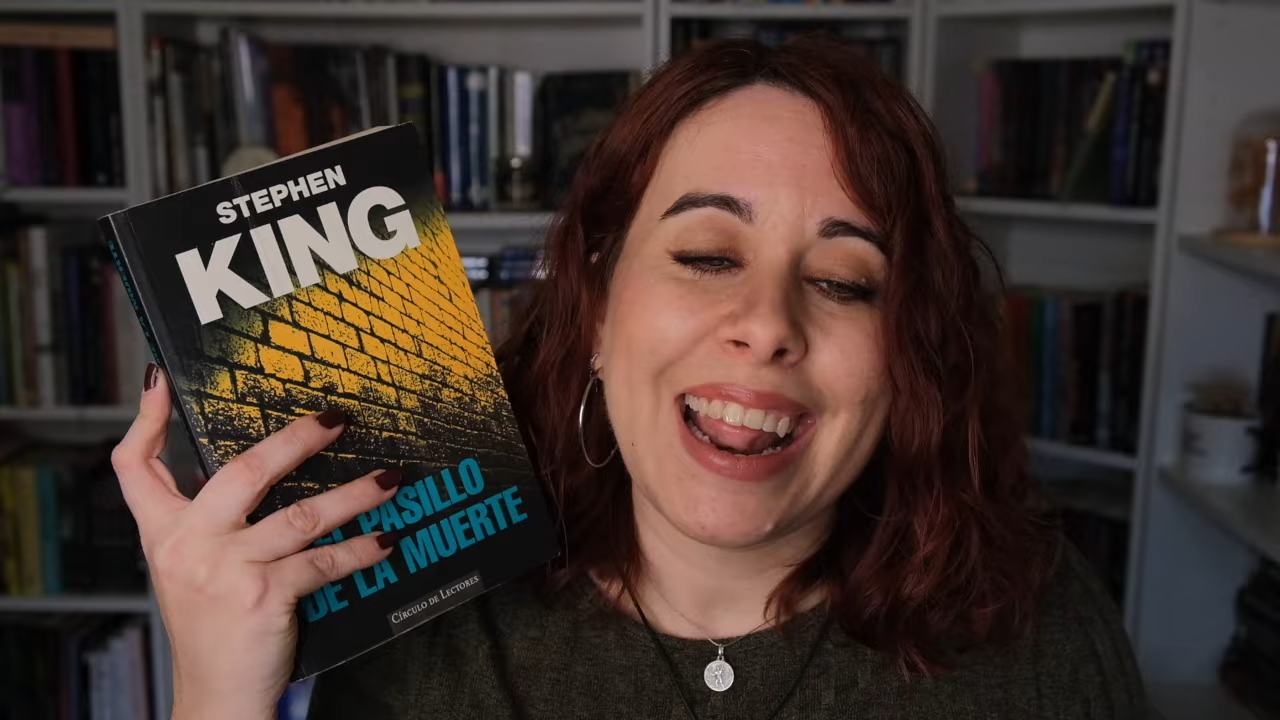 STEPHEN
KING
EL PASILLO
DE LA MUERTE
CÍRCULO DE LECTORES